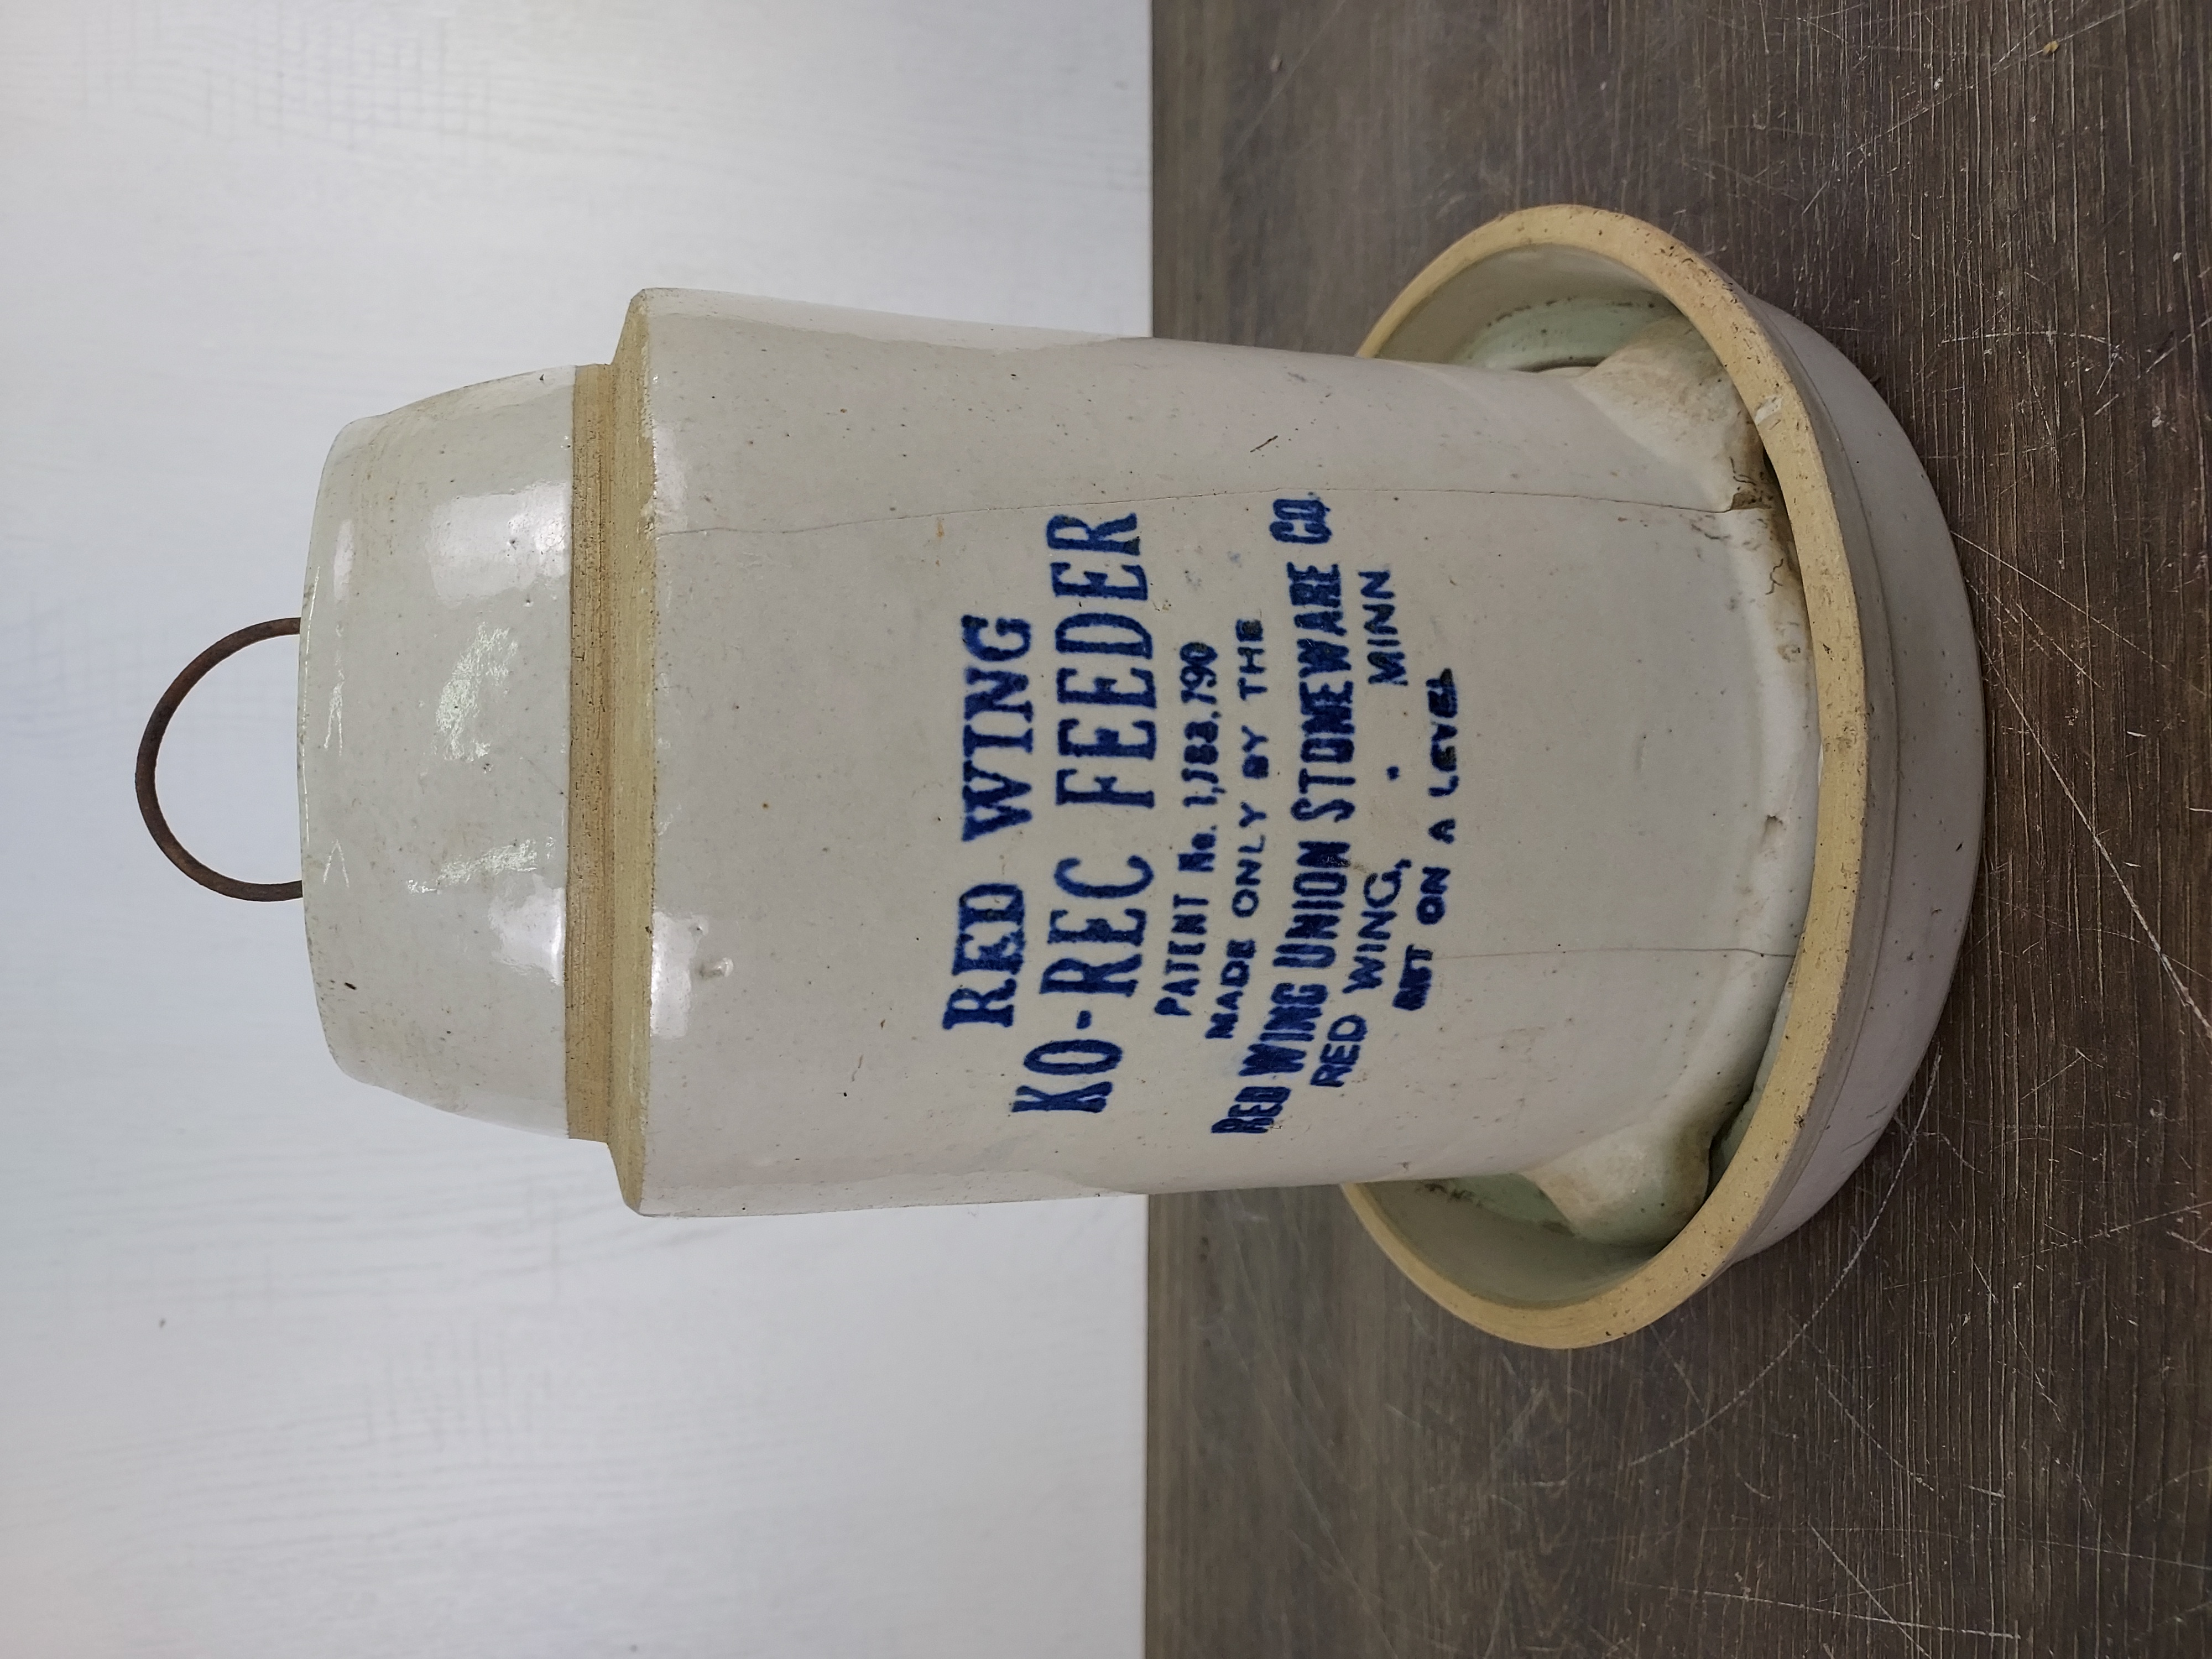 RED WING
KO-REC FEEDER
PATENT No. 1,788,790
MADE ONLY BY THE
RED WING UNION STONEWARE CO.
RED WING, MINN
SET ON A LEVEL